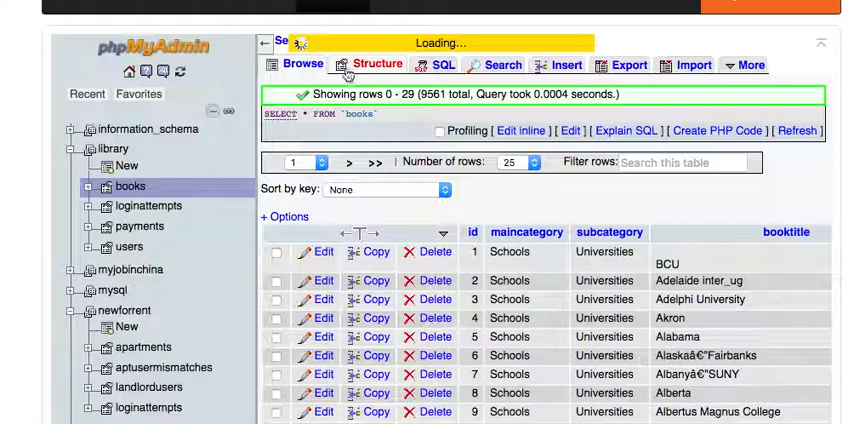 phpMyAdmin
Recent Favorites
information_schema
library
New
books
loginattempts
payments
users
myjobinchina
mysql
newforrent
New
apartments
aptusermismatches
landlordusers
loginattempts
Se
Loading...
Browse Structure SQL Search Insert Export Import More
Showing rows 0 - 29 (9561 total, Query took 0.0004 seconds.)
SELECT * FROM `books`
Profiling [ Edit inline ] [ Edit ] [ Explain SQL ] [ Create PHP Code ] [ Refresh ]
1 > >> | Number of rows: 25 Filter rows: Search this table
Sort by key: None
+ Options
←T→ id maincategory subcategory booktitle
Edit Copy Delete 1 Schools Universities BCU
Edit Copy Delete 2 Schools Universities Adelaide inter_ug
Edit Copy Delete 3 Schools Universities Adelphi University
Edit Copy Delete 4 Schools Universities Akron
Edit Copy Delete 5 Schools Universities Alabama
Edit Copy Delete 6 Schools Universities Alaskaâ€”Fairbanks
Edit Copy Delete 7 Schools Universities Albanyâ€”SUNY
Edit Copy Delete 8 Schools Universities Alberta
Edit Copy Delete 9 Schools Universities Albertus Magnus College